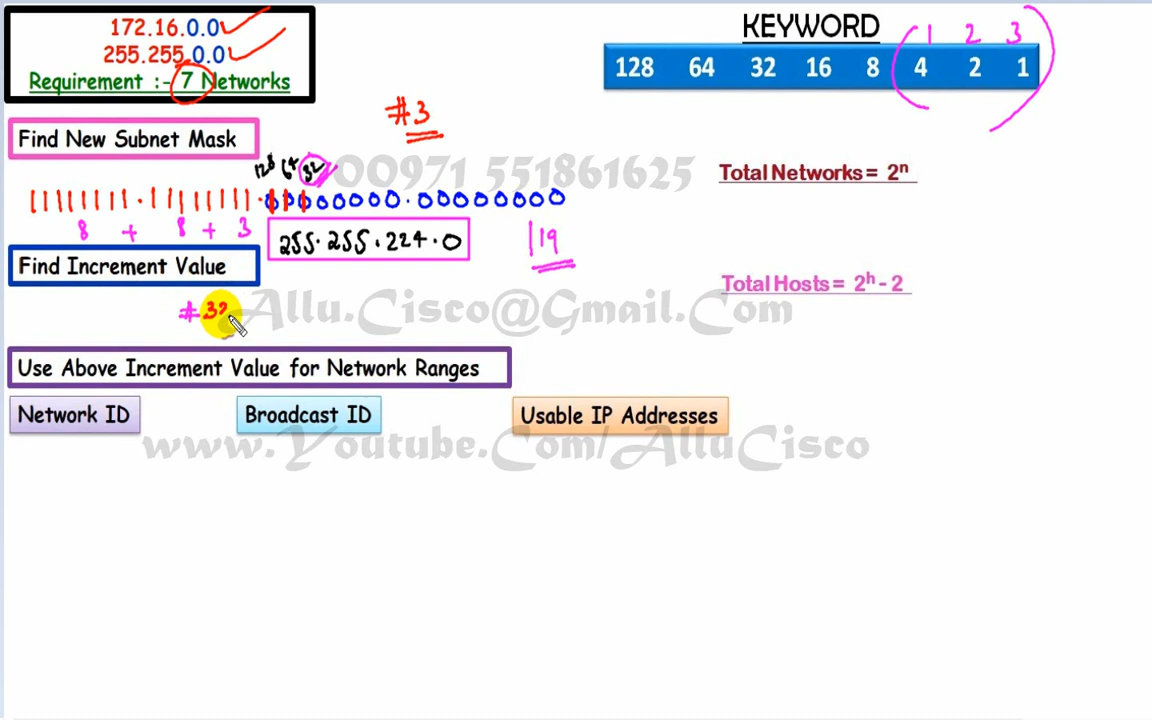 172.16.0.0
255.255.0.0
Requirement :- 7 Networks
KEYWORD
1 2 3
128 64 32 16 8 4 2 1
#3
Find New Subnet Mask
128 64 32
00971 551861625
Total Networks = 2ⁿ
11111111.11111111.11100000.00000000
8 + 8 + 3
255.255.224.0
/19
Find Increment Value
Total Hosts = 2ʰ - 2
#32
Allu.Cisco@Gmail.Com
Use Above Increment Value for Network Ranges
Network ID
Broadcast ID
Usable IP Addresses
www.Youtube.Com/AlluCisco